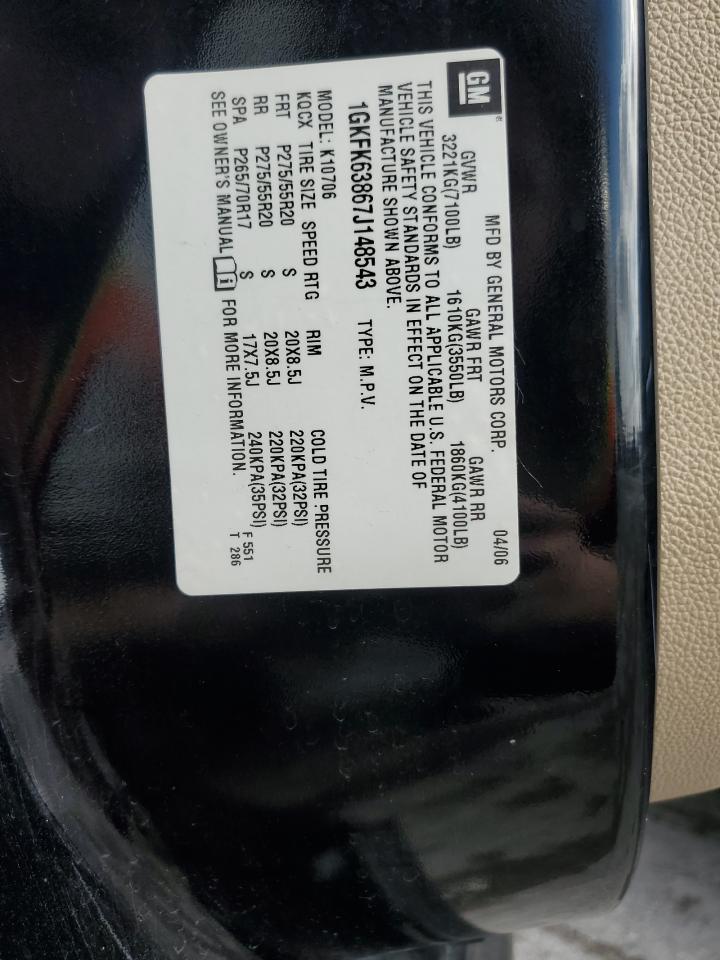 GM ®
MFD BY GENERAL MOTORS CORP. 04/06
GVWR GAWR FRT GAWR RR
3221KG(7100LB) 1610KG(3550LB) 1860KG(4100LB)
THIS VEHICLE CONFORMS TO ALL APPLICABLE U.S. FEDERAL MOTOR
VEHICLE SAFETY STANDARDS IN EFFECT ON THE DATE OF
MANUFACTURE SHOWN ABOVE.
1GKFK63867J148543 TYPE: M.P.V.
MODEL: K10706
KQCX TIRE SIZE SPEED RTG RIM COLD TIRE PRESSURE
FRT P275/55R20 S 20X8.5J 220KPA(32PSI)
RR P275/55R20 S 20X8.5J 220KPA(32PSI)
SPA P265/70R17 S 17X7.5J 240KPA(35PSI) F 551
SEE OWNER'S MANUAL i FOR MORE INFORMATION. T 286